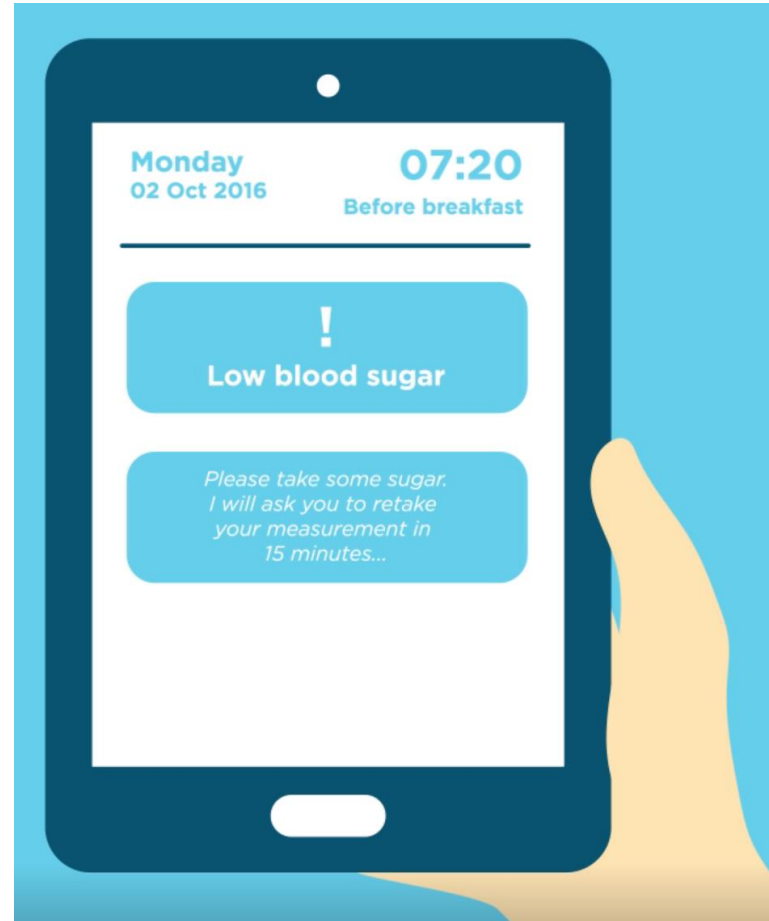 Monday
02 Oct 2016
07:20
Before breakfast
!
Low blood sugar
Please take some sugar.
I will ask you to retake
your measurement in
15 minutes...